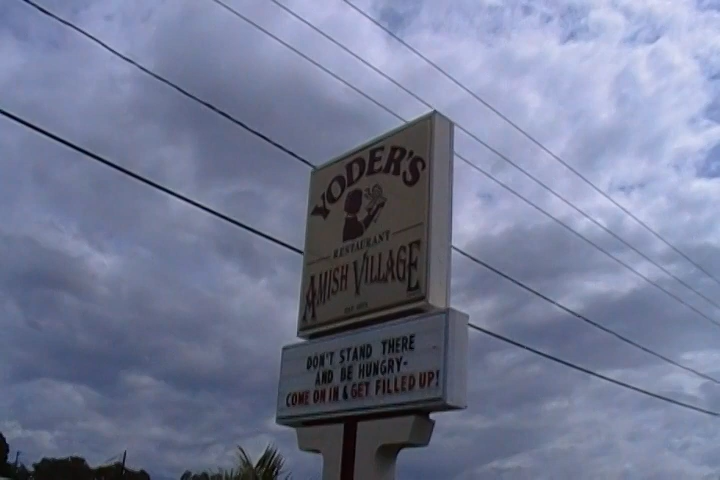 YODER'S
RESTAURANT
AMISH VILLAGE
DON'T STAND THERE
AND BE HUNGRY-
COME ON IN & GET FILLED UP!